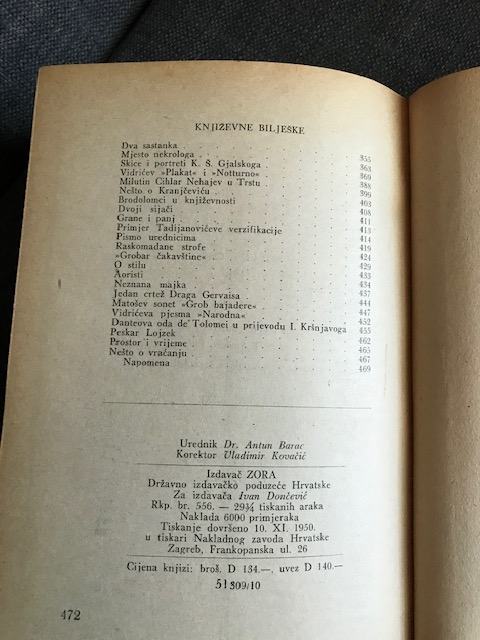 KNJIŽEVNE BILJEŠKE
Dva sastanka . . . . . 355
Mjesto nekrologa . . . . . 363
Skice i portreti K. Š. Gjalskoga . . . . . 369
Vidrićev »Plakat« i »Notturno« . . . . . 388
Milutin Cihlar Nehajev u Trstu . . . . . 399
Nešto o Kranjčeviću . . . . . 403
Brodolomci u književnosti . . . . . 408
Dvoji sijači . . . . . 411
Grane i panj . . . . . 413
Primjer Tadijanovićeve verzifikacije . . . . . 414
Pismo urednicima . . . . . 419
Raskomadane strofe . . . . . 424
»Grobar čakavštine« . . . . . 429
O stilu . . . . . 433
Aoristi . . . . . 434
Neznana majka . . . . . 437
Jedan crtež Draga Gervaisa . . . . . 444
Matošev sonet »Grob bajadere« . . . . . 447
Vidrićeva pjesma »Narodna« . . . . . 452
Danteova oda de' Tolomei u prijevodu I. Kršnjavoga 455
Peskar Lojzek . . . . . 462
Prostor i vrijeme . . . . . 465
Nešto o vraćanju . . . . . 467
Napomena . . . . . 469
Urednik Dr. Antun Barac
Korektor Vladimir Kovačić
Izdavač ZORA
Državno izdavačko poduzeće Hrvatske
Za izdavača Ivan Dončević
Rkp. br. 556. — 29¾ tiskanih araka
Naklada 6000 primjeraka
Tiskanje dovršeno 10. XI. 1950.
u tiskari Nakladnog zavoda Hrvatske
Zagreb, Frankopanska ul. 26
Cijena knjizi: broš. D 134.—, uvez D 140.—
51309/10
472